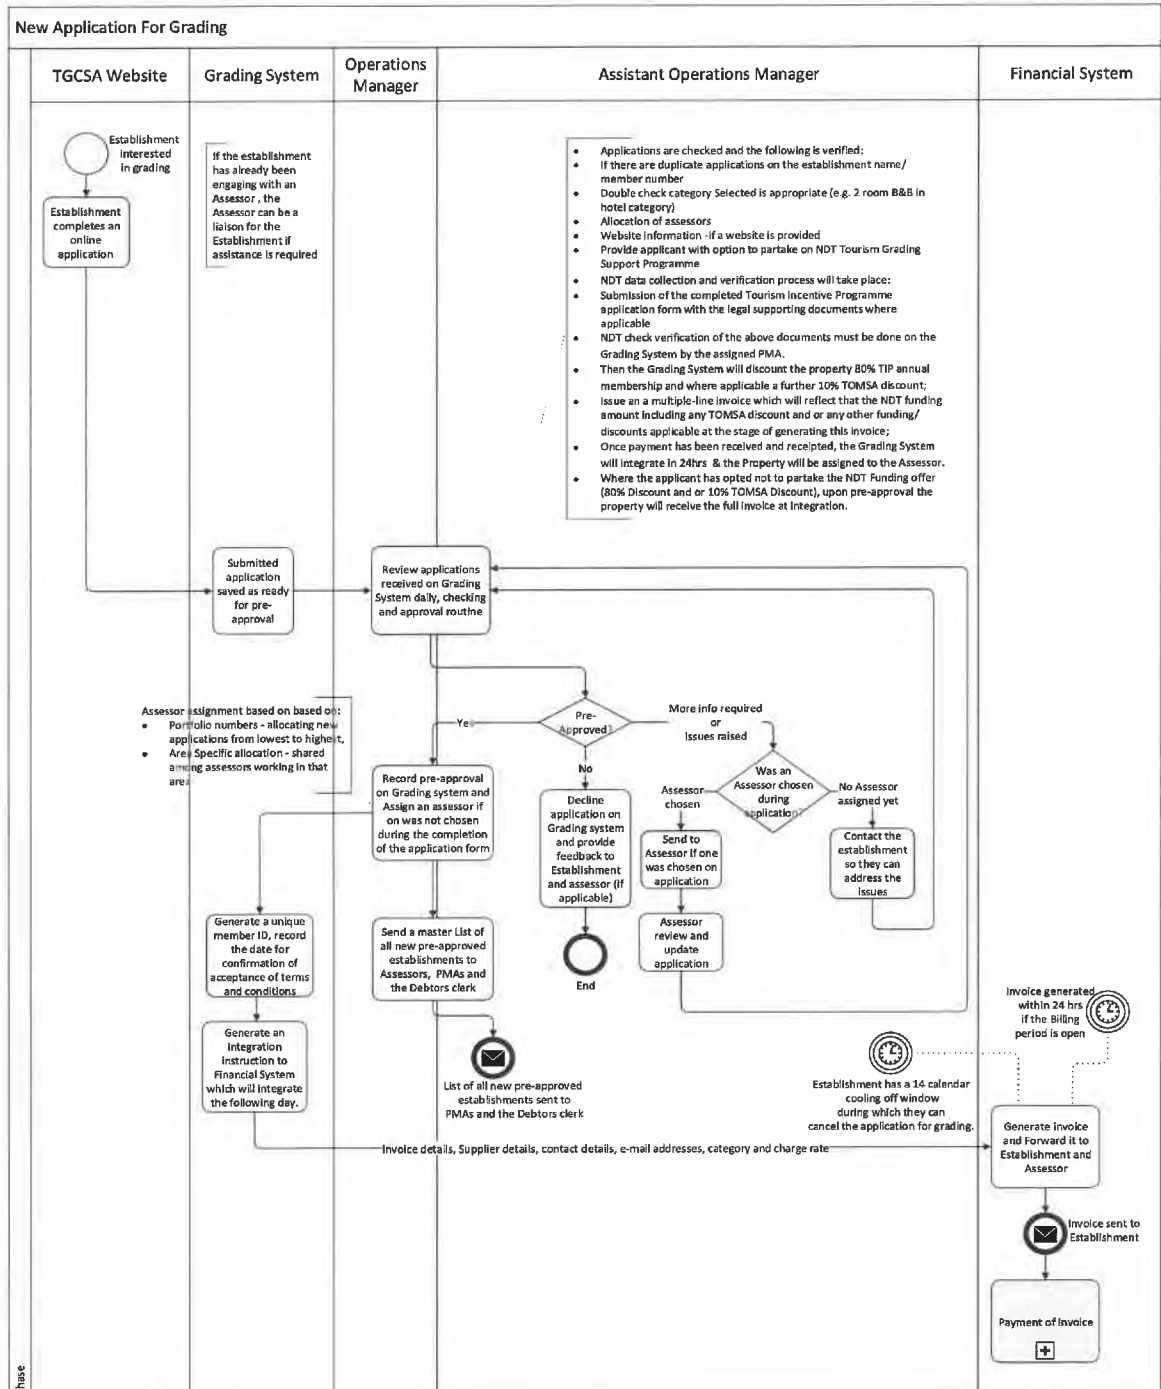 New Application For Grading
TGCSA Website
Grading System
Operations
Manager
Assistant Operations Manager
Financial System
Establishment
interested
in grading
Establishment
completes an
online
application
If the establishment
has already been
engaging with an
Assessor , the
Assessor can be a
liaison for the
Establishment if
assistance is required
• Applications are checked and the following is verified:
• If there are duplicate applications on the establishment name/
member number
• Double check category Selected is appropriate (e.g. 2 room B&B in
hotel category)
• Allocation of assessors
• Website information -if a website is provided
• Provide applicant with option to partake on NDT Tourism Grading
Support Programme
• NDT data collection and verification process will take place:
• Submission of the completed Tourism Incentive Programme
application form with the legal supporting documents where
applicable
• NDT check verification of the above documents must be done on the
Grading System by the assigned PMA.
• Then the Grading System will discount the property 80% TIP annual
membership and where applicable a further 10% TOMSA discount;
• Issue an a multiple-line invoice which will reflect that the NDT funding
amount including any TOMSA discount and or any other funding/
discounts applicable at the stage of generating this invoice;
• Once payment has been received and receipted, the Grading System
will integrate in 24hrs & the Property will be assigned to the Assessor.
• Where the applicant has opted not to partake the NDT Funding offer
(80% Discount and or 10% TOMSA Discount), upon pre-approval the
property will receive the full invoice at integration.
Submitted
application
saved as ready
for pre-
approval
Review applications
received on Grading
System daily, checking
and approval routine
Assessor assignment based on based on:
• Portfolio numbers - allocating new
applications from lowest to highest,
• Area Specific allocation - shared
among assessors working in that
area
Yes
Pre-
Approved?
More info required
or
Issues raised
No
Was an
Assessor chosen
during
application?
Assessor
chosen
No Assessor
assigned yet
Record pre-approval
on Grading system and
Assign an assessor if
on was not chosen
during the completion
of the application form
Decline
application on
Grading system
and provide
feedback to
Establishment
and assessor (if
applicable)
Send to
Assessor if one
was chosen on
application
Contact the
establishment
so they can
address the
issues
Generate a unique
member ID, record
the date for
confirmation of
acceptance of terms
and conditions
Send a master List of
all new pre-approved
establishments to
Assessors, PMAs and
the Debtors clerk
End
Assessor
review and
update
application
Generate an
integration
instruction to
Financial System
which will integrate
the following day.
List of all new pre-approved
establishments sent to
PMAs and the Debtors clerk
Invoice generated
within 24 hrs
if the Billing
period is open
Establishment has a 14 calendar
cooling off window
during which they can
cancel the application for grading.
Invoice details, Supplier details, contact details, e-mail addresses, category and charge rate
Generate invoice
and Forward it to
Establishment and
Assessor
Invoice sent to
Establishment
Payment of Invoice
hase